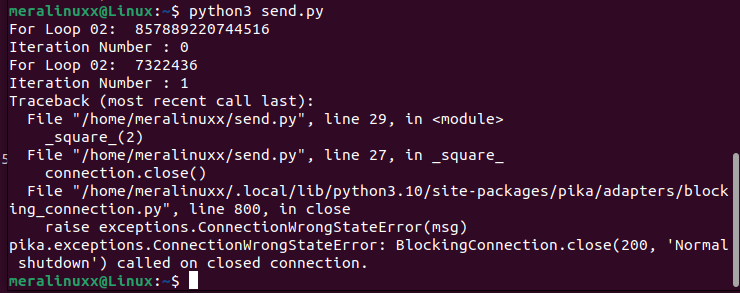 meralinuxx@Linux:~$ python3 send.py
For Loop 02:  857889220744516
Iteration Number : 0
For Loop 02:  7322436
Iteration Number : 1
Traceback (most recent call last):
  File "/home/meralinuxx/send.py", line 29, in <module>
    _square_(2)
5
  File "/home/meralinuxx/send.py", line 27, in _square_
    connection.close()
  File "/home/meralinuxx/.local/lib/python3.10/site-packages/pika/adapters/block
ing_connection.py", line 800, in close
    raise exceptions.ConnectionWrongStateError(msg)
pika.exceptions.ConnectionWrongStateError: BlockingConnection.close(200, 'Normal
 shutdown') called on closed connection.
meralinuxx@Linux:~$